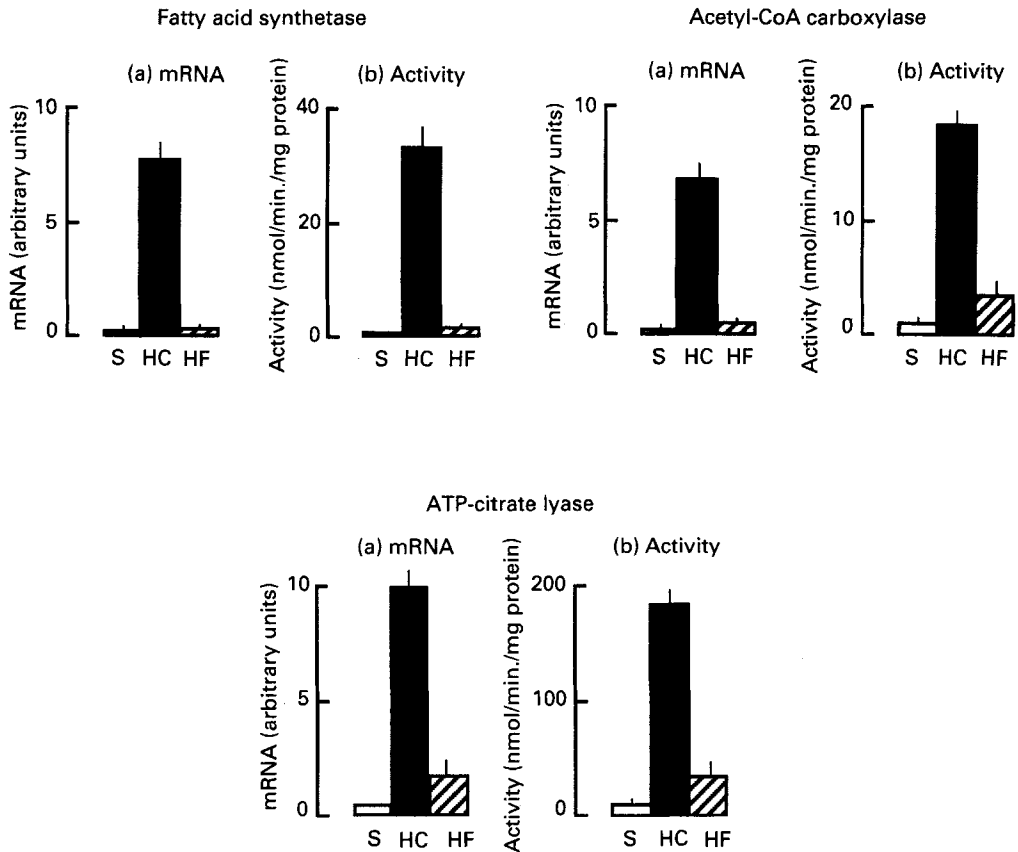 Fatty acid synthetase
(a) mRNA
mRNA (arbitrary units)
10
5
0
S HC HF
(b) Activity
Activity (nmol/min./mg protein)
40
20
0
S HC HF
Acetyl-CoA carboxylase
(a) mRNA
mRNA (arbitrary units)
10
5
0
S HC HF
(b) Activity
Activity (nmol/min./mg protein)
20
10
0
S HC HF
ATP-citrate lyase
(a) mRNA
mRNA (arbitrary units)
10
5
0
S HC HF
(b) Activity
Activity (nmol/min./mg protein)
200
100
0
S HC HF